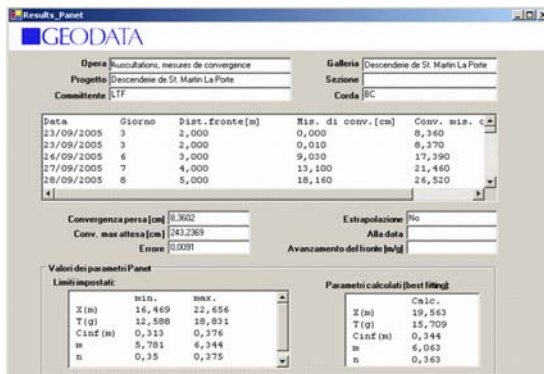 Results_Panet
GEODATA
Opera Auscultations, mesures de convergence
Galleria Descenderie de St. Martin La Porte
Progetto Descenderie de St. Martin La Porte
Sezione
Committente LTF
Corda BC
Data Giorno Dist.fronte[m] Mis. di conv.[cm] Conv. mis. c
23/09/2005 3 2,000 0,000 8,360
23/09/2005 3 2,000 0,010 8,370
26/09/2005 6 3,000 9,030 17,390
27/09/2005 7 4,000 13,100 21,460
28/09/2005 8 5,000 18,160 26,520
Convergenza persa [cm] 8,3602
Estrapolazione No
Conv. max attesa [cm] 243,2369
Alla data
Errore 0,0091
Avanzamento del fronte [m/g]
Valori dei parametri Panet
Limiti impostati:
min. max.
X(m) 16,469 22,656
T(g) 12,588 18,831
Cinf(m) 0,313 0,376
m 5,781 6,344
n 0,35 0,375
Parametri calcolati (best fitting):
Calc.
X(m) 19,563
T(g) 15,709
Cinf(m) 0,344
m 6,063
n 0,363